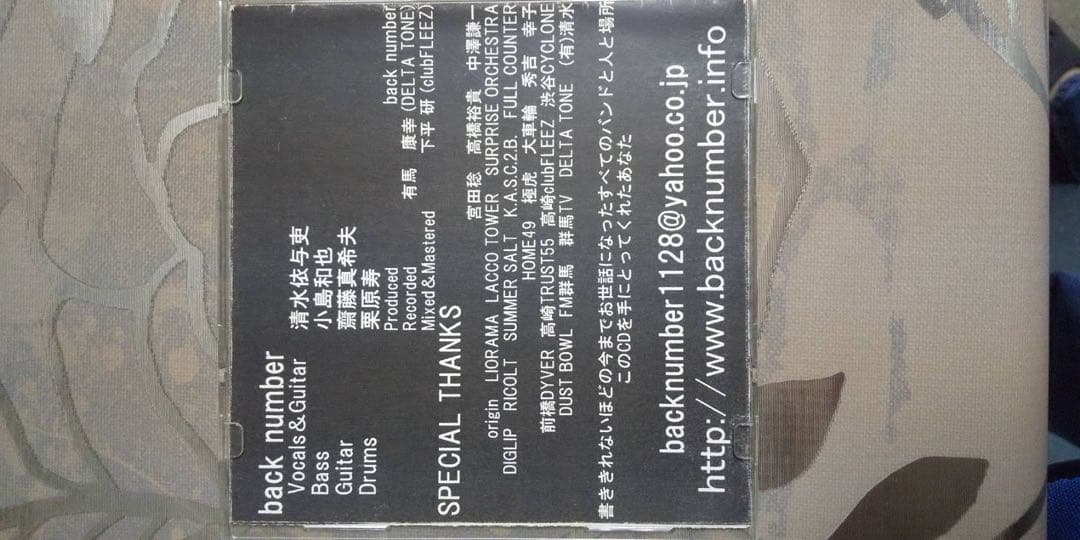 back number
Vocals&Guitar 清水依与吏
Bass 小島和也
Guitar 齋藤真希夫
Drums 栗原寿
Produced back number
Recorded 有馬 康幸(DELTA TONE)
Mixed&Mastered 下平 研(clubFLEEZ)
SPECIAL THANKS
宮田稔 高橋裕貴 中澤謙一
origin LIORAMA LACCO TOWER SURPRISE ORCHESTRA
DIGLIP RICOLT SUMMER SALT K.A.S.C.2.B. FULL COUNTER
HOME49 極虎 大車輪 秀吉 幸子
前橋DYVER 高崎TRUST55 高崎clubFLEEZ 渋谷CYCLONE
DUST BOWL FM群馬 群馬TV DELTA TONE (有)清水
書ききれないほどの今までお世話になったすべてのバンドと人と場所
このCDを手にとってくれたあなた
backnumber1128@yahoo.co.jp
http://www.backnumber.info